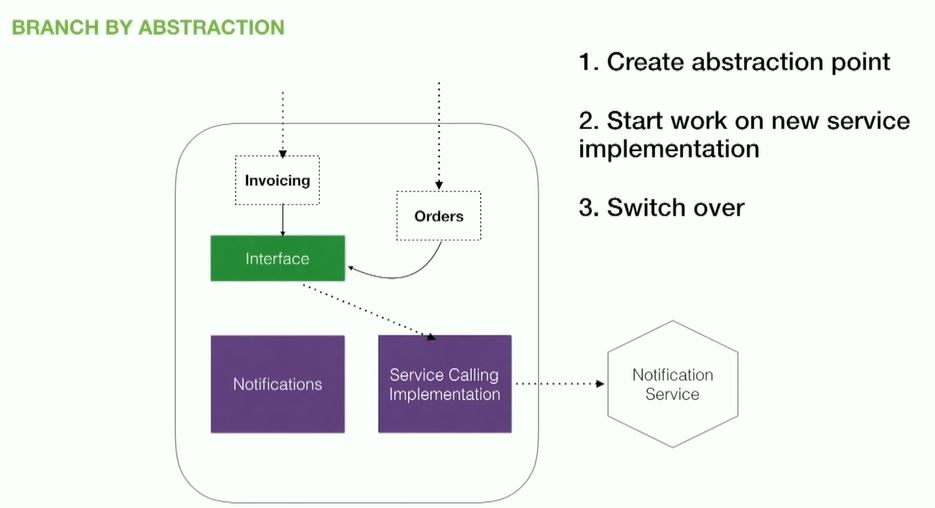 BRANCH BY ABSTRACTION
1. Create abstraction point
2. Start work on new service
implementation
3. Switch over
Invoicing
Orders
Interface
Notifications
Service Calling
Implementation
Notification
Service